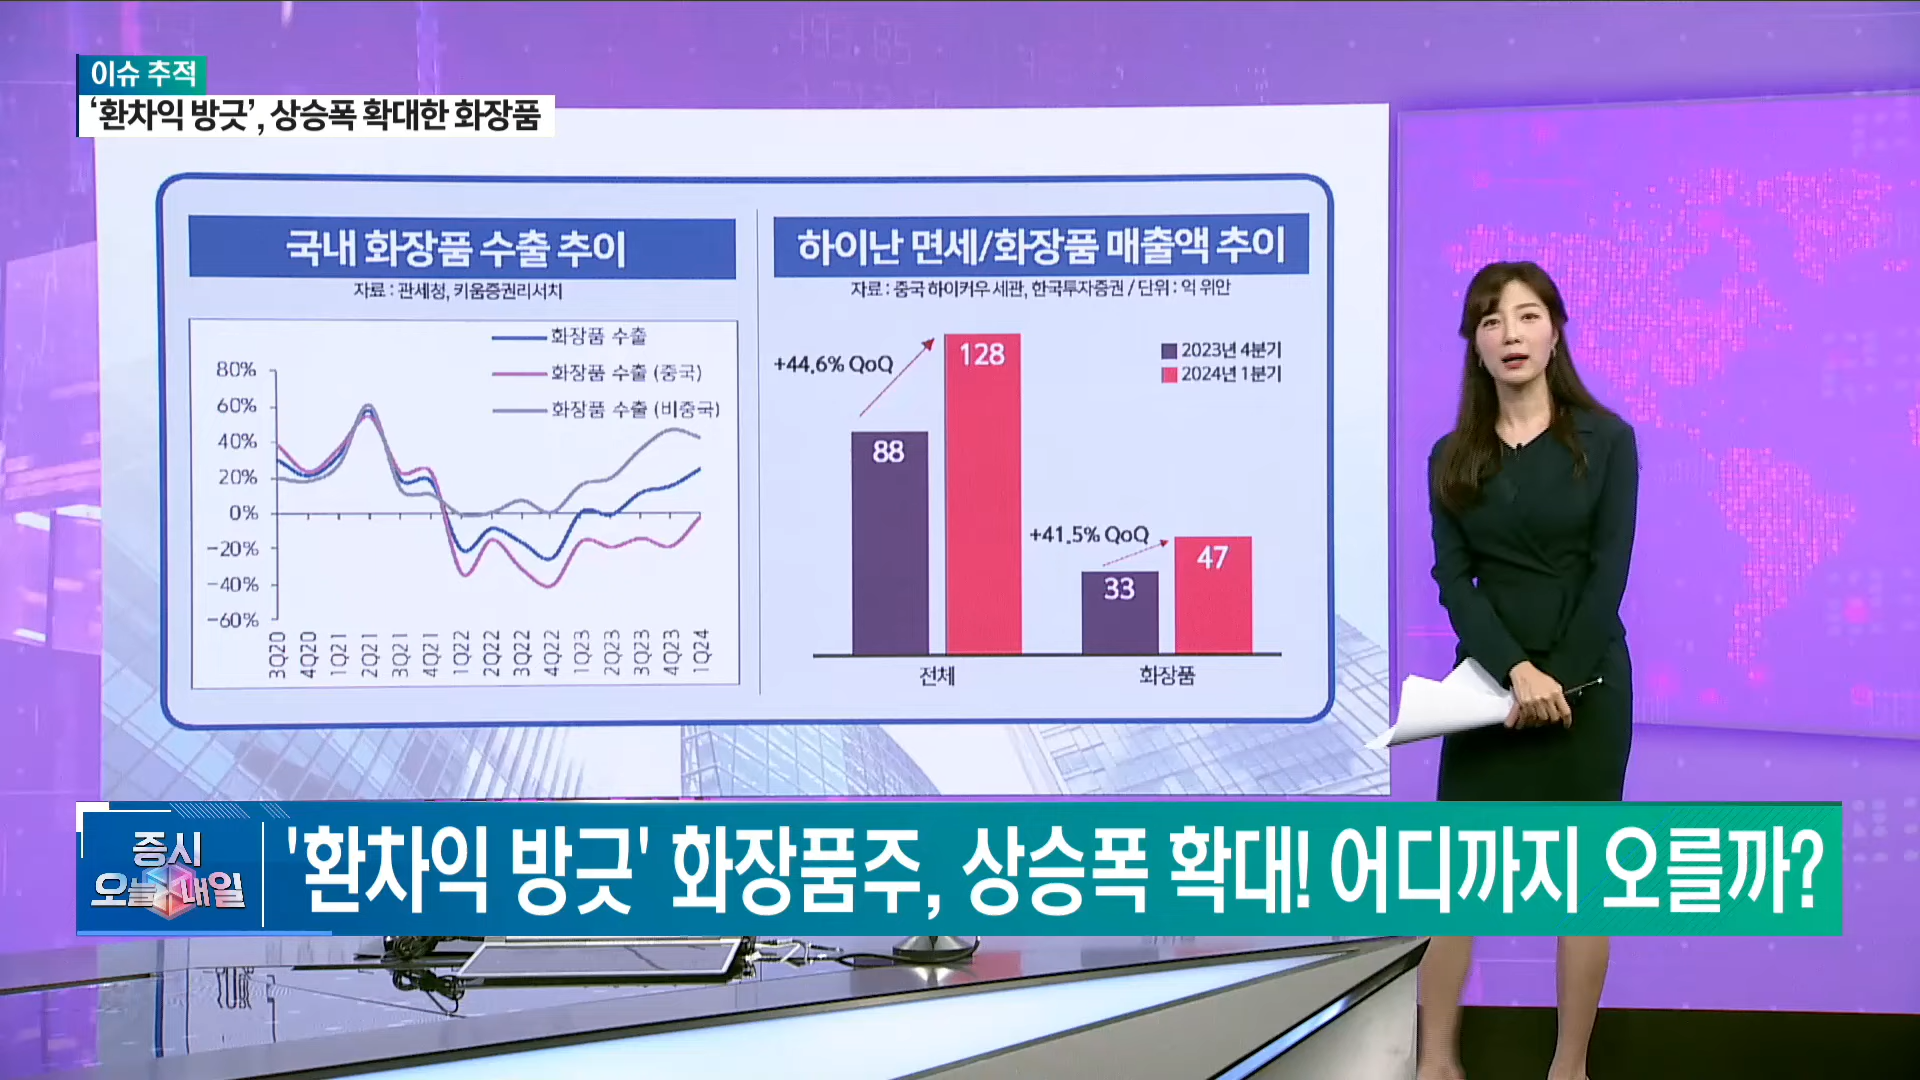 이슈 추적
‘환차익 방긋’, 상승폭 확대한 화장품
국내 화장품 수출 추이
자료 : 관세청, 키움증권리서치
화장품 수출
화장품 수출 (중국)
화장품 수출 (비중국)
80%
60%
40%
20%
0%
-20%
-40%
-60%
3Q20
4Q20
1Q21
2Q21
3Q21
4Q21
1Q22
2Q22
3Q22
4Q22
1Q23
2Q23
3Q23
4Q23
1Q24
하이난 면세/화장품 매출액 추이
자료 : 중국 하이커우 세관, 한국투자증권 / 단위 : 억 위안
2023년 4분기
2024년 1분기
+44.6% QoQ
128
88
+41.5% QoQ
47
33
전체
화장품
증시
오늘 내일
'환차익 방긋' 화장품주, 상승폭 확대! 어디까지 오를까?